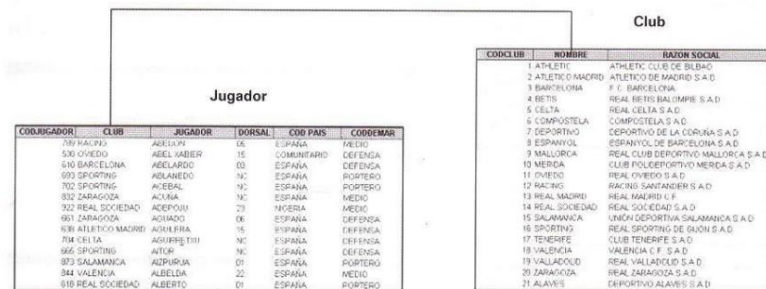 Club
CODCLUB NOMBRE RAZON SOCIAL
1 ATHLETIC ATHLETIC CLUB DE BILBAO
2 ATLETICO MADRID ATLETICO DE MADRID S.A.D.
3 BARCELONA F.C. BARCELONA
4 BETIS REAL BETIS BALOMPIE S.A.D.
5 CELTA REAL CELTA S.A.D.
6 COMPOSTELA COMPOSTELA S.A.D.
7 DEPORTIVO DEPORTIVO DE LA CORUÑA S.A.D.
8 ESPANYOL ESPANYOL DE BARCELONA S.A.D.
9 MALLORCA REAL CLUB DEPORTIVO MALLORCA S.A.D.
10 MERIDA CLUB POLIDEPORTIVO MERIDA S.A.D.
11 OVIEDO REAL OVIEDO S.A.D.
12 RACING RACING SANTANDER S.A.D.
13 REAL MADRID REAL MADRID C.F.
14 REAL SOCIEDAD REAL SOCIEDAD S.A.D.
15 SALAMANCA UNIÓN DEPORTIVA SALAMANCA S.A.D.
16 SPORTING REAL SPORTING DE GIJÓN S.A.D.
17 TENERIFE CLUB TENERIFE S.A.D.
18 VALENCIA VALENCIA C.F. S.A.D.
19 VALLADOLID REAL VALLADOLID S.A.D.
20 ZARAGOZA REAL ZARAGOZA S.A.D.
21 ALAVES DEPORTIVO ALAVES S.A.D.
Jugador
CODJUGADOR CLUB JUGADOR DORSAL COD PAIS CODDEMAR
789 RACING ABEIJON 06 ESPAÑA MEDIO
530 OVIEDO ABEL XABIER 15 COMUNITARIO DEFENSA
610 BARCELONA ABELARDO 03 ESPAÑA DEFENSA
693 SPORTING ABLANEDO NC ESPAÑA PORTERO
702 SPORTING ACEBAL NC ESPAÑA PORTERO
832 ZARAGOZA ACUÑA NC ESPAÑA MEDIO
922 REAL SOCIEDAD ADEPOJU 23 NIGERIA MEDIO
661 ZARAGOZA AGUADO 06 ESPAÑA DEFENSA
638 ATLETICO MADRID AGUILERA 15 ESPAÑA DEFENSA
704 CELTA AGUIRRETXU NC ESPAÑA DEFENSA
665 SPORTING AITOR NC ESPAÑA DEFENSA
873 SALAMANCA AIZPURUA 01 ESPAÑA PORTERO
844 VALENCIA ALBELDA 22 ESPAÑA MEDIO
618 REAL SOCIEDAD ALBERTO 01 ESPAÑA PORTERO